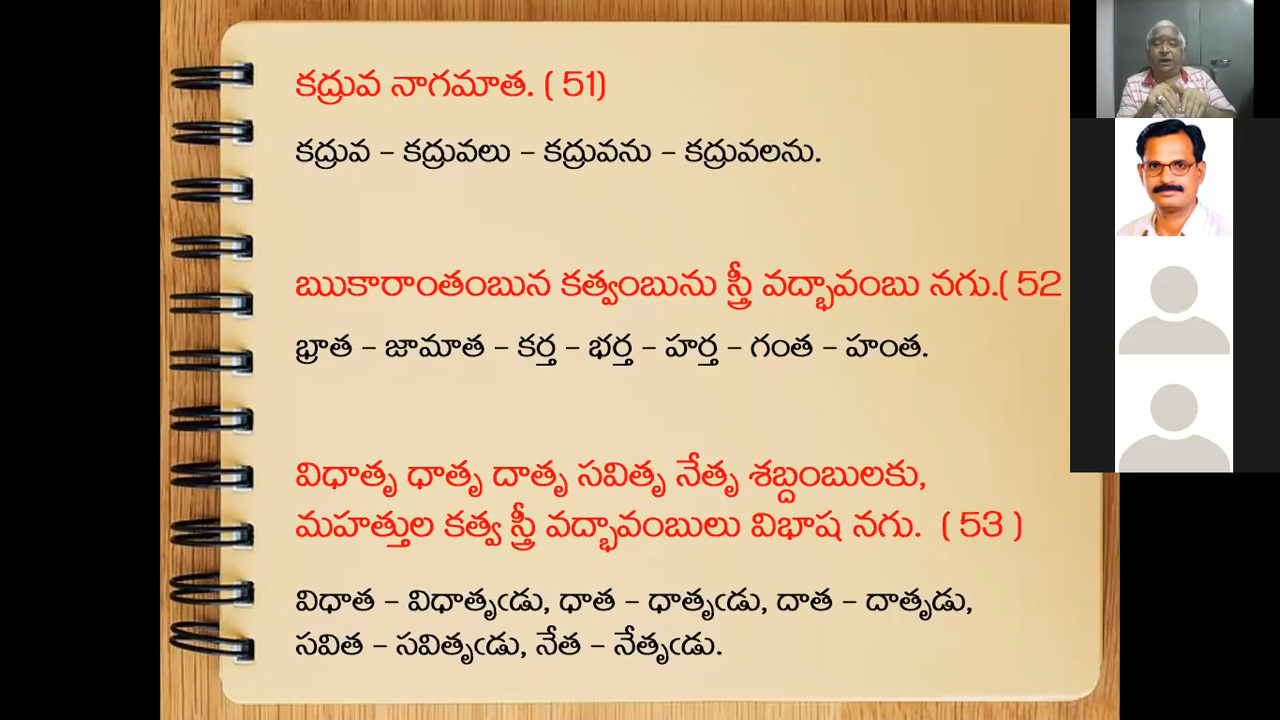 కద్రువ నాగమాత. ( 51)
కద్రువ – కద్రువలు – కద్రువను – కద్రువలను.
ఋకారాంతంబున కత్వంబును స్త్రీ వద్భావంబు నగు.( 52
భ్రాత – జామాత – కర్త – భర్త – హర్త – గంత – హంత.
విధాతృ ధాతృ దాతృ సవితృ నేతృ శబ్దంబులకు,
మహత్తుల కత్వ స్త్రీ వద్భావంబులు విభాష నగు. ( 53 )
విధాత – విధాతృఁడు, ధాత – ధాతృఁడు, దాత – దాతృడు,
సవిత – సవితృఁడు, నేత – నేతృఁడు.